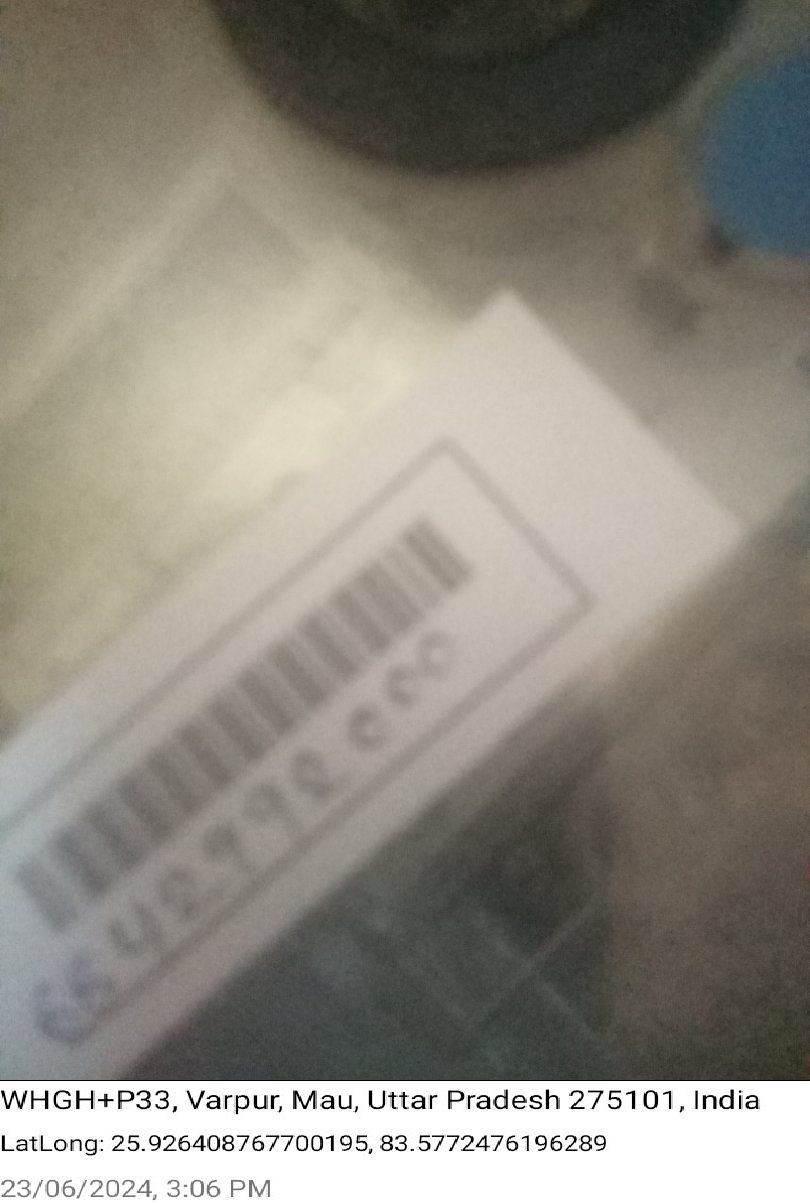 WHGH+P33, Varpur, Mau, Uttar Pradesh 275101, India
LatLong: 25.926408767700195, 83.5772476196289
23/06/2024, 3:06 PM